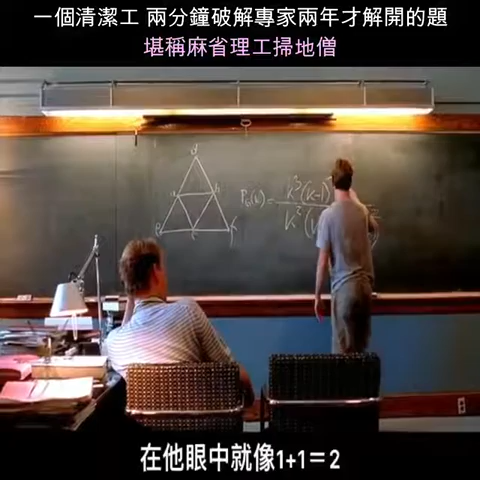 一個清潔工 兩分鐘破解專家兩年才解開的題
堪稱麻省理工掃地僧
d
a b
e c f
在他眼中就像1+1=2